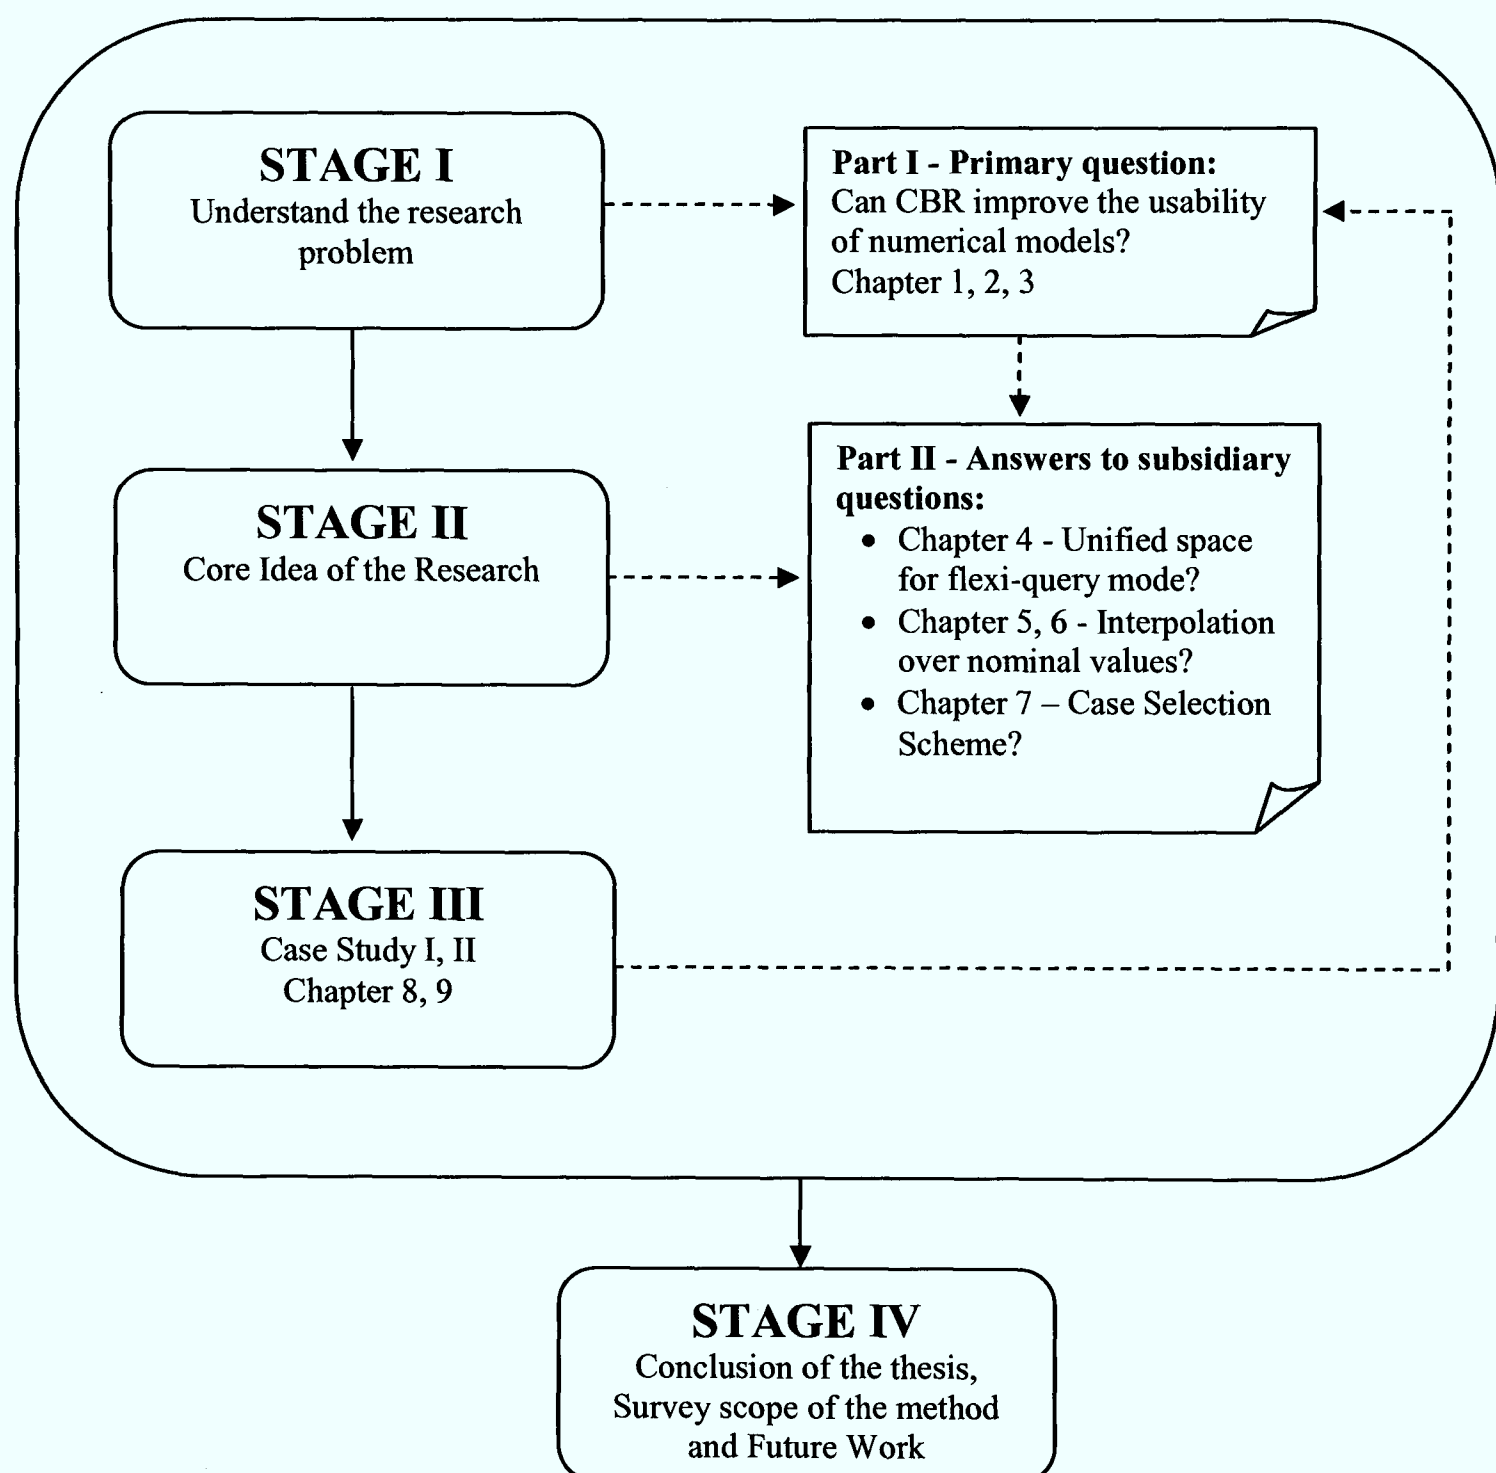 STAGE I
Understand the research
problem
Part I - Primary question:
Can CBR improve the usability
of numerical models?
Chapter 1, 2, 3
STAGE II
Core Idea of the Research
Part II - Answers to subsidiary
questions:
• Chapter 4 - Unified space
for flexi-query mode?
• Chapter 5, 6 - Interpolation
over nominal values?
• Chapter 7 – Case Selection
Scheme?
STAGE III
Case Study I, II
Chapter 8, 9
STAGE IV
Conclusion of the thesis,
Survey scope of the method
and Future Work